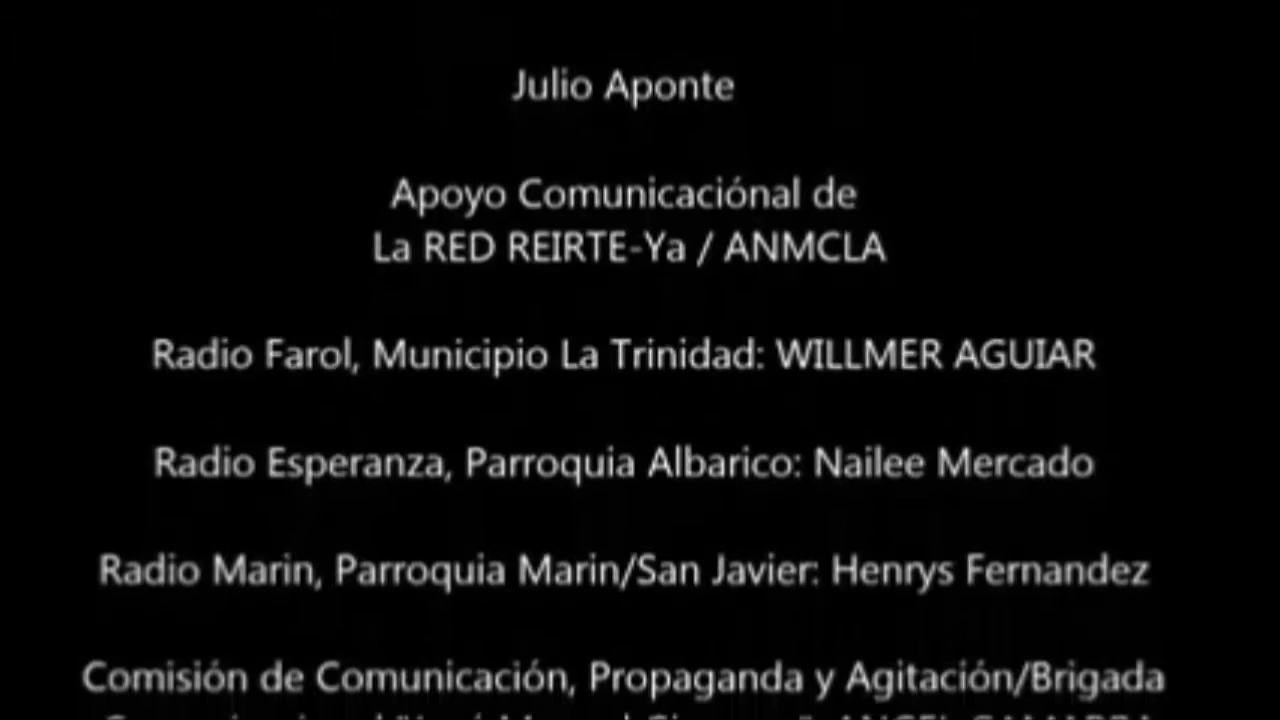 Julio Aponte
Apoyo Comunicaciónal de
La RED REIRTE-Ya / ANMCLA
Radio Farol, Municipio La Trinidad: WILLMER AGUIAR
Radio Esperanza, Parroquia Albarico: Nailee Mercado
Radio Marin, Parroquia Marin/San Javier: Henrys Fernandez
Comisión de Comunicación, Propaganda y Agitación/Brigada